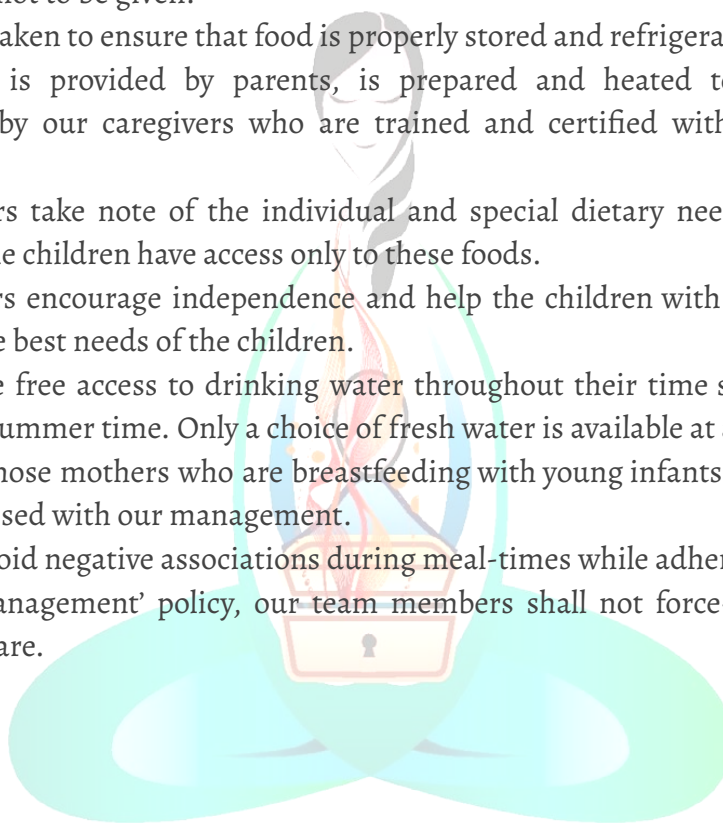 not to be given.
aken to ensure that food is properly stored and refrigera
is provided by parents, is prepared and heated t
by our caregivers who are trained and certified with
rs take note of the individual and special dietary nee
e children have access only to these foods.
rs encourage independence and help the children with
e best needs of the children.
e free access to drinking water throughout their time s
ummer time. Only a choice of fresh water is available at
hose mothers who are breastfeeding with young infants
sed with our management.
oid negative associations during meal-times while adher
anagement’ policy, our team members shall not force-
are.